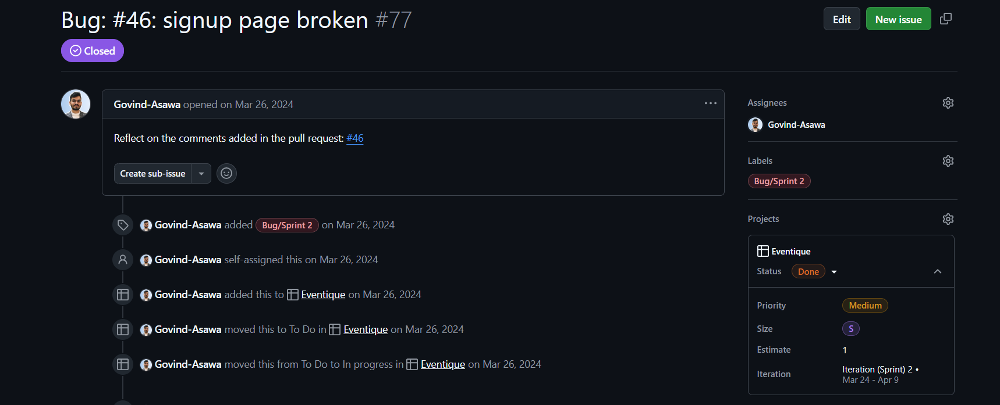 Bug: #46: signup page broken #77
Edit
New issue
Closed
Govind-Asawa opened on Mar 26, 2024
Reflect on the comments added in the pull request: #46
Create sub-issue
Govind-Asawa added Bug/Sprint 2 on Mar 26, 2024
Govind-Asawa self-assigned this on Mar 26, 2024
Govind-Asawa added this to Eventique on Mar 26, 2024
Govind-Asawa moved this to To Do in Eventique on Mar 26, 2024
Govind-Asawa moved this from To Do to In progress in Eventique on Mar 26, 2024
Assignees
Govind-Asawa
Labels
Bug/Sprint 2
Projects
Eventique
Status Done
Priority Medium
Size S
Estimate 1
Iteration Iteration (Sprint) 2 •
Mar 24 - Apr 9